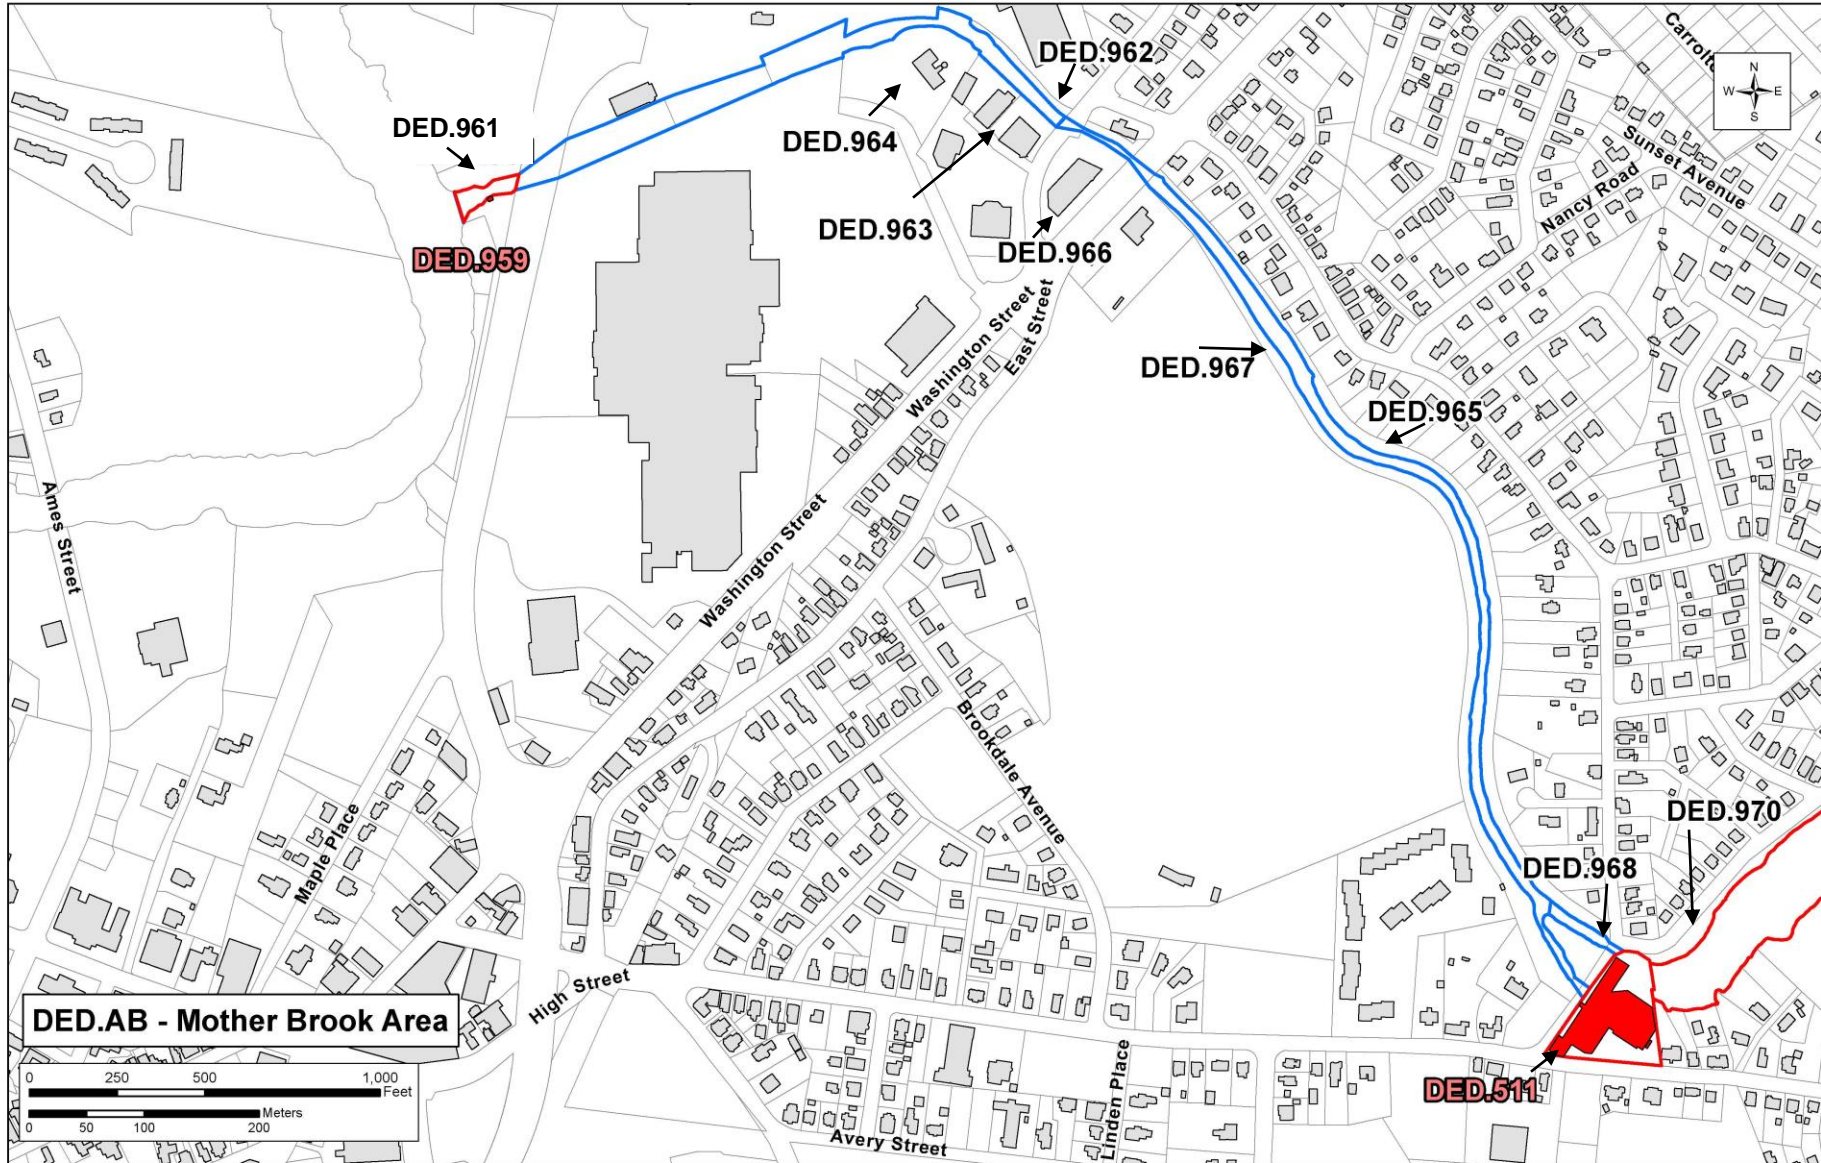 Carrolt
N
W E
S
DED.962
DED.961
DED.964
Sunset Avenue
Nancy Road
DED.963
DED.966
DED.959
Washington Street
East Street
DED.967
DED.965
Ames Street
Washington Street
Brookdale Avenue
Maple Place
DED.970
DED.968
High Street
DED.AB - Mother Brook Area
0 250 500 1,000
Feet
Meters
0 50 100 200
Linden Place
DED.511
Avery Street